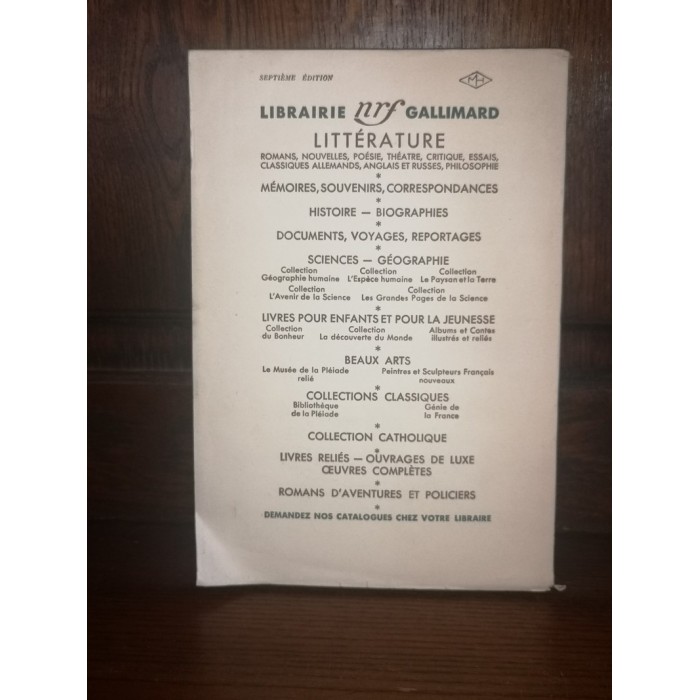 SEPTIÈME ÉDITION
MH
LIBRAIRIE nrf GALLIMARD
LITTÉRATURE
ROMANS, NOUVELLES, POÉSIE, THÉATRE, CRITIQUE, ESSAIS,
CLASSIQUES ALLEMANDS, ANGLAIS ET RUSSES, PHILOSOPHIE
*
MÉMOIRES, SOUVENIRS, CORRESPONDANCES
*
HISTOIRE — BIOGRAPHIES
*
DOCUMENTS, VOYAGES, REPORTAGES
*
SCIENCES — GÉOGRAPHIE
Collection Collection Collection
Géographie humaine L'Espèce humaine Le Paysan et la Terre
Collection Collection
L'Avenir de la Science Les Grandes Pages de la Science
*
LIVRES POUR ENFANTS ET POUR LA JEUNESSE
Collection Collection Albums et Contes
du Bonheur La découverte du Monde illustrés et reliés
*
BEAUX ARTS
Le Musée de la Pléiade Peintres et Sculpteurs Français
relié nouveaux
*
COLLECTIONS CLASSIQUES
Bibliothèque Génie de
de la Pléiade la France
*
COLLECTION CATHOLIQUE
*
LIVRES RELIÉS — OUVRAGES DE LUXE
ŒUVRES COMPLÈTES
*
ROMANS D'AVENTURES ET POLICIERS
*
DEMANDEZ NOS CATALOGUES CHEZ VOTRE LIBRAIRE